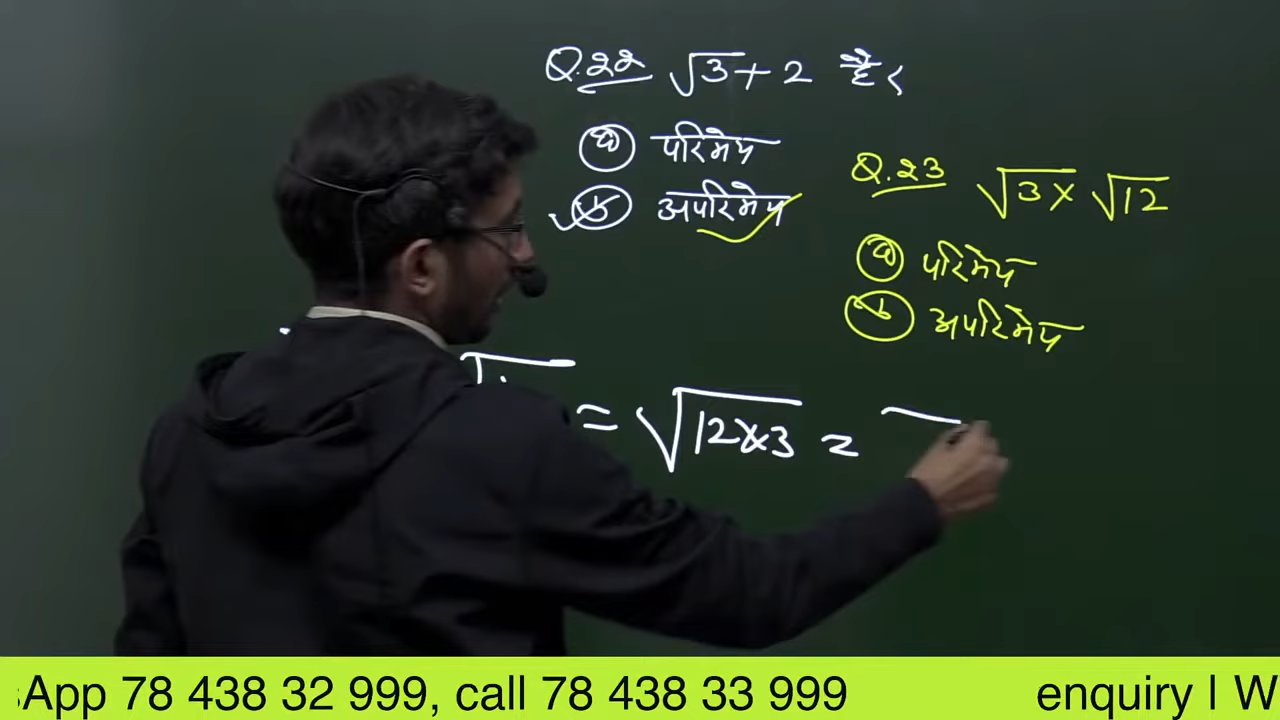 Q.22 √3+2 है<
(a) परिमेय
(b) अपरिमेय
Q.23 √3 × √12
(a) परिमेय
(b) अपरिमेय
= √12×3 =
App 78 438 32 999, call 78 438 33 999 enquiry | W